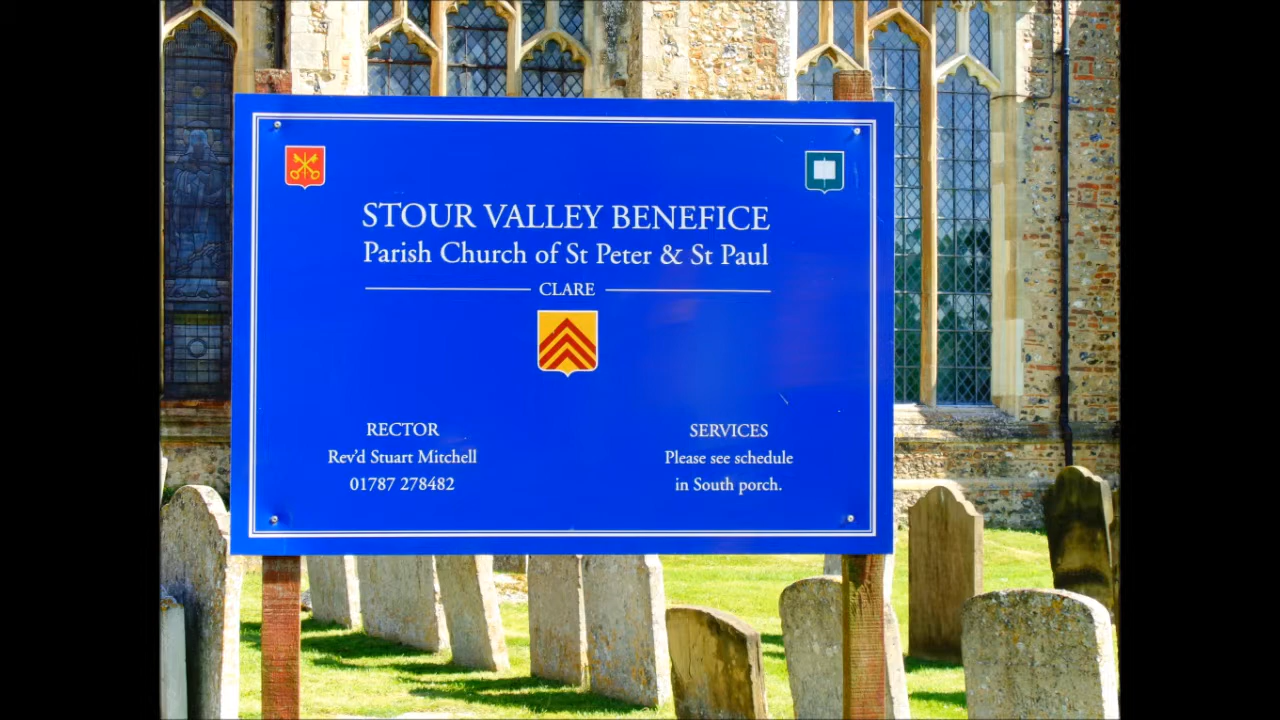 STOUR VALLEY BENEFICE
Parish Church of St Peter & St Paul
CLARE
RECTOR
Rev'd Stuart Mitchell
01787 278482
SERVICES
Please see schedule
in South porch.